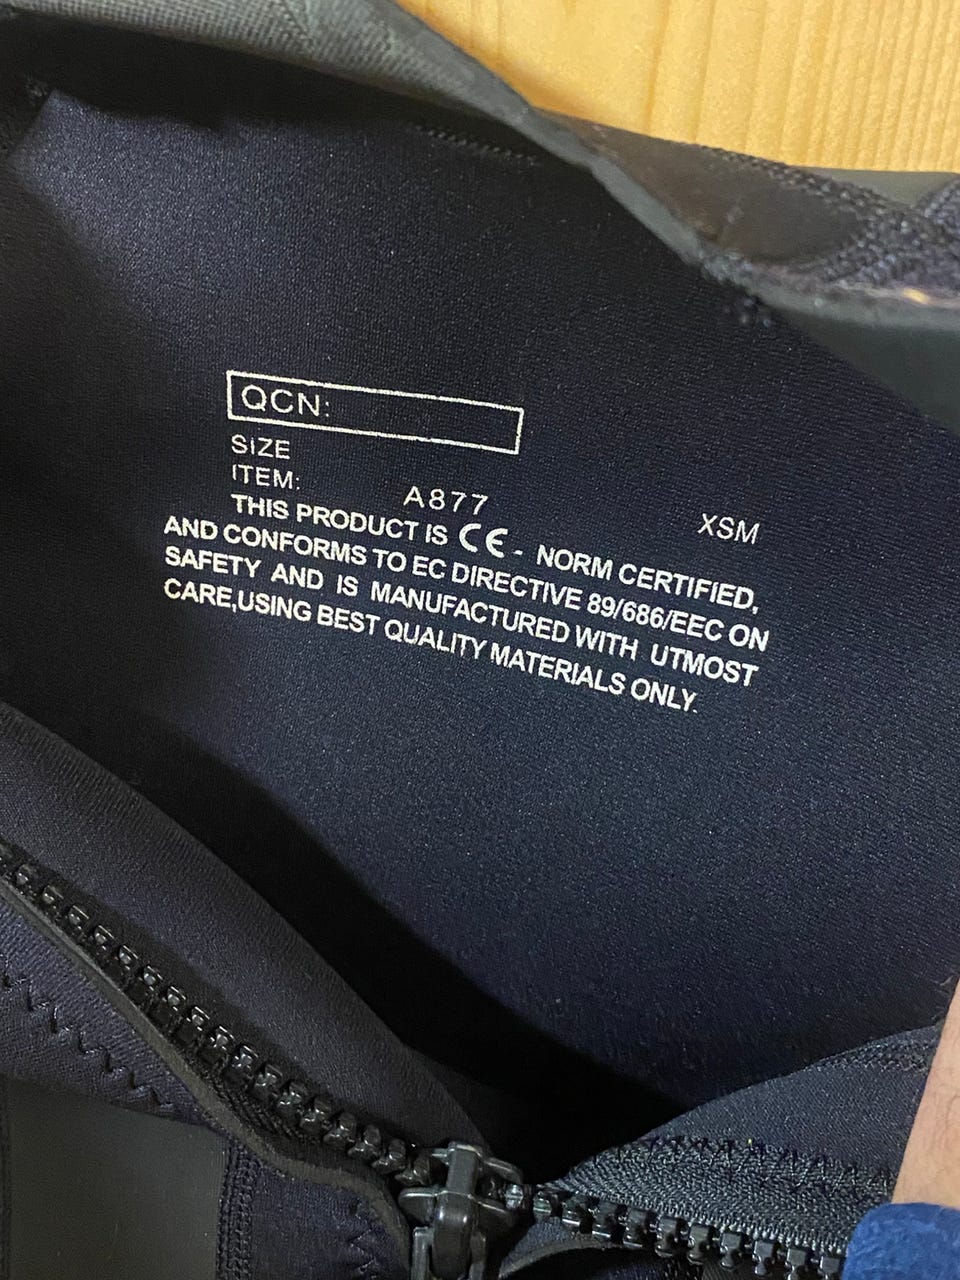 QCN:
SIZE
ITEM: A877 XSM
THIS PRODUCT IS CE - NORM CERTIFIED,
AND CONFORMS TO EC DIRECTIVE 89/686/EEC ON
SAFETY AND IS MANUFACTURED WITH UTMOST
CARE,USING BEST QUALITY MATERIALS ONLY.